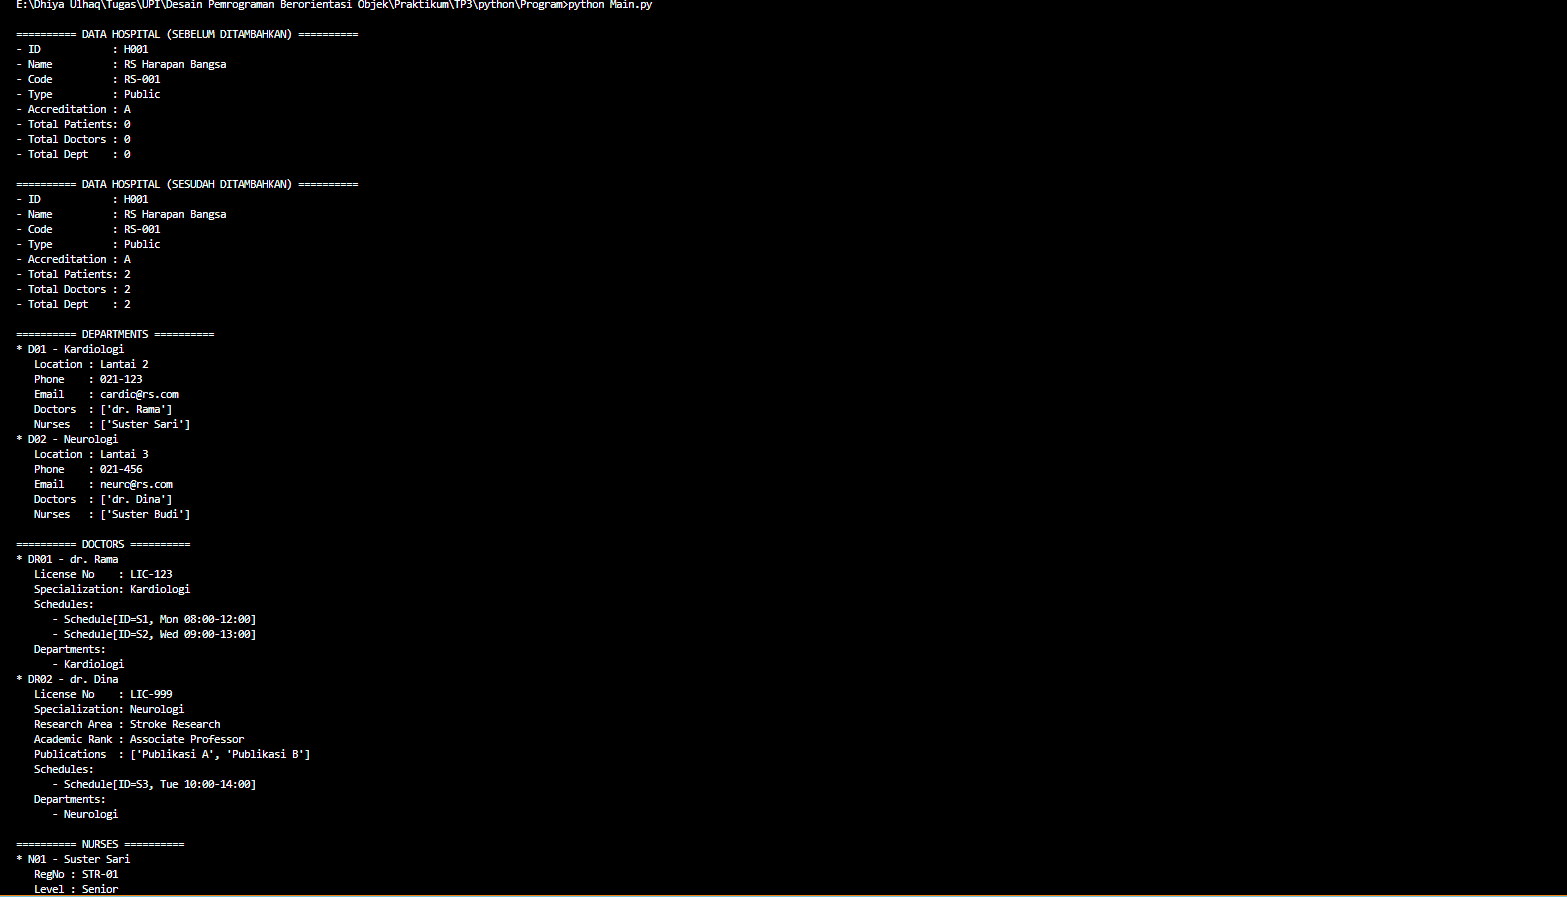 E:\Dhiya Ulhaq\Tugas\UPI\Desain Pemrograman Berorientasi Objek\Praktikum\TP3\python\Program>python Main.py
========== DATA HOSPITAL (SEBELUM DITAMBAHKAN) ==========
- ID            : H001
- Name          : RS Harapan Bangsa
- Code          : RS-001
- Type          : Public
- Accreditation : A
- Total Patients: 0
- Total Doctors : 0
- Total Dept    : 0
========== DATA HOSPITAL (SESUDAH DITAMBAHKAN) ==========
- ID            : H001
- Name          : RS Harapan Bangsa
- Code          : RS-001
- Type          : Public
- Accreditation : A
- Total Patients: 2
- Total Doctors : 2
- Total Dept    : 2
========== DEPARTMENTS ==========
* D01 - Kardiologi
   Location : Lantai 2
   Phone    : 021-123
   Email    : cardio@rs.com
   Doctors  : ['dr. Rama']
   Nurses   : ['Suster Sari']
* D02 - Neurologi
   Location : Lantai 3
   Phone    : 021-456
   Email    : neuro@rs.com
   Doctors  : ['dr. Dina']
   Nurses   : ['Suster Budi']
========== DOCTORS ==========
* DR01 - dr. Rama
   License No    : LIC-123
   Specialization: Kardiologi
   Schedules:
      - Schedule[ID=S1, Mon 08:00-12:00]
      - Schedule[ID=S2, Wed 09:00-13:00]
   Departments:
      - Kardiologi
* DR02 - dr. Dina
   License No    : LIC-999
   Specialization: Neurologi
   Research Area : Stroke Research
   Academic Rank : Associate Professor
   Publications  : ['Publikasi A', 'Publikasi B']
   Schedules:
      - Schedule[ID=S3, Tue 10:00-14:00]
   Departments:
      - Neurologi
========== NURSES ==========
* N01 - Suster Sari
   RegNo : STR-01
   Level : Senior